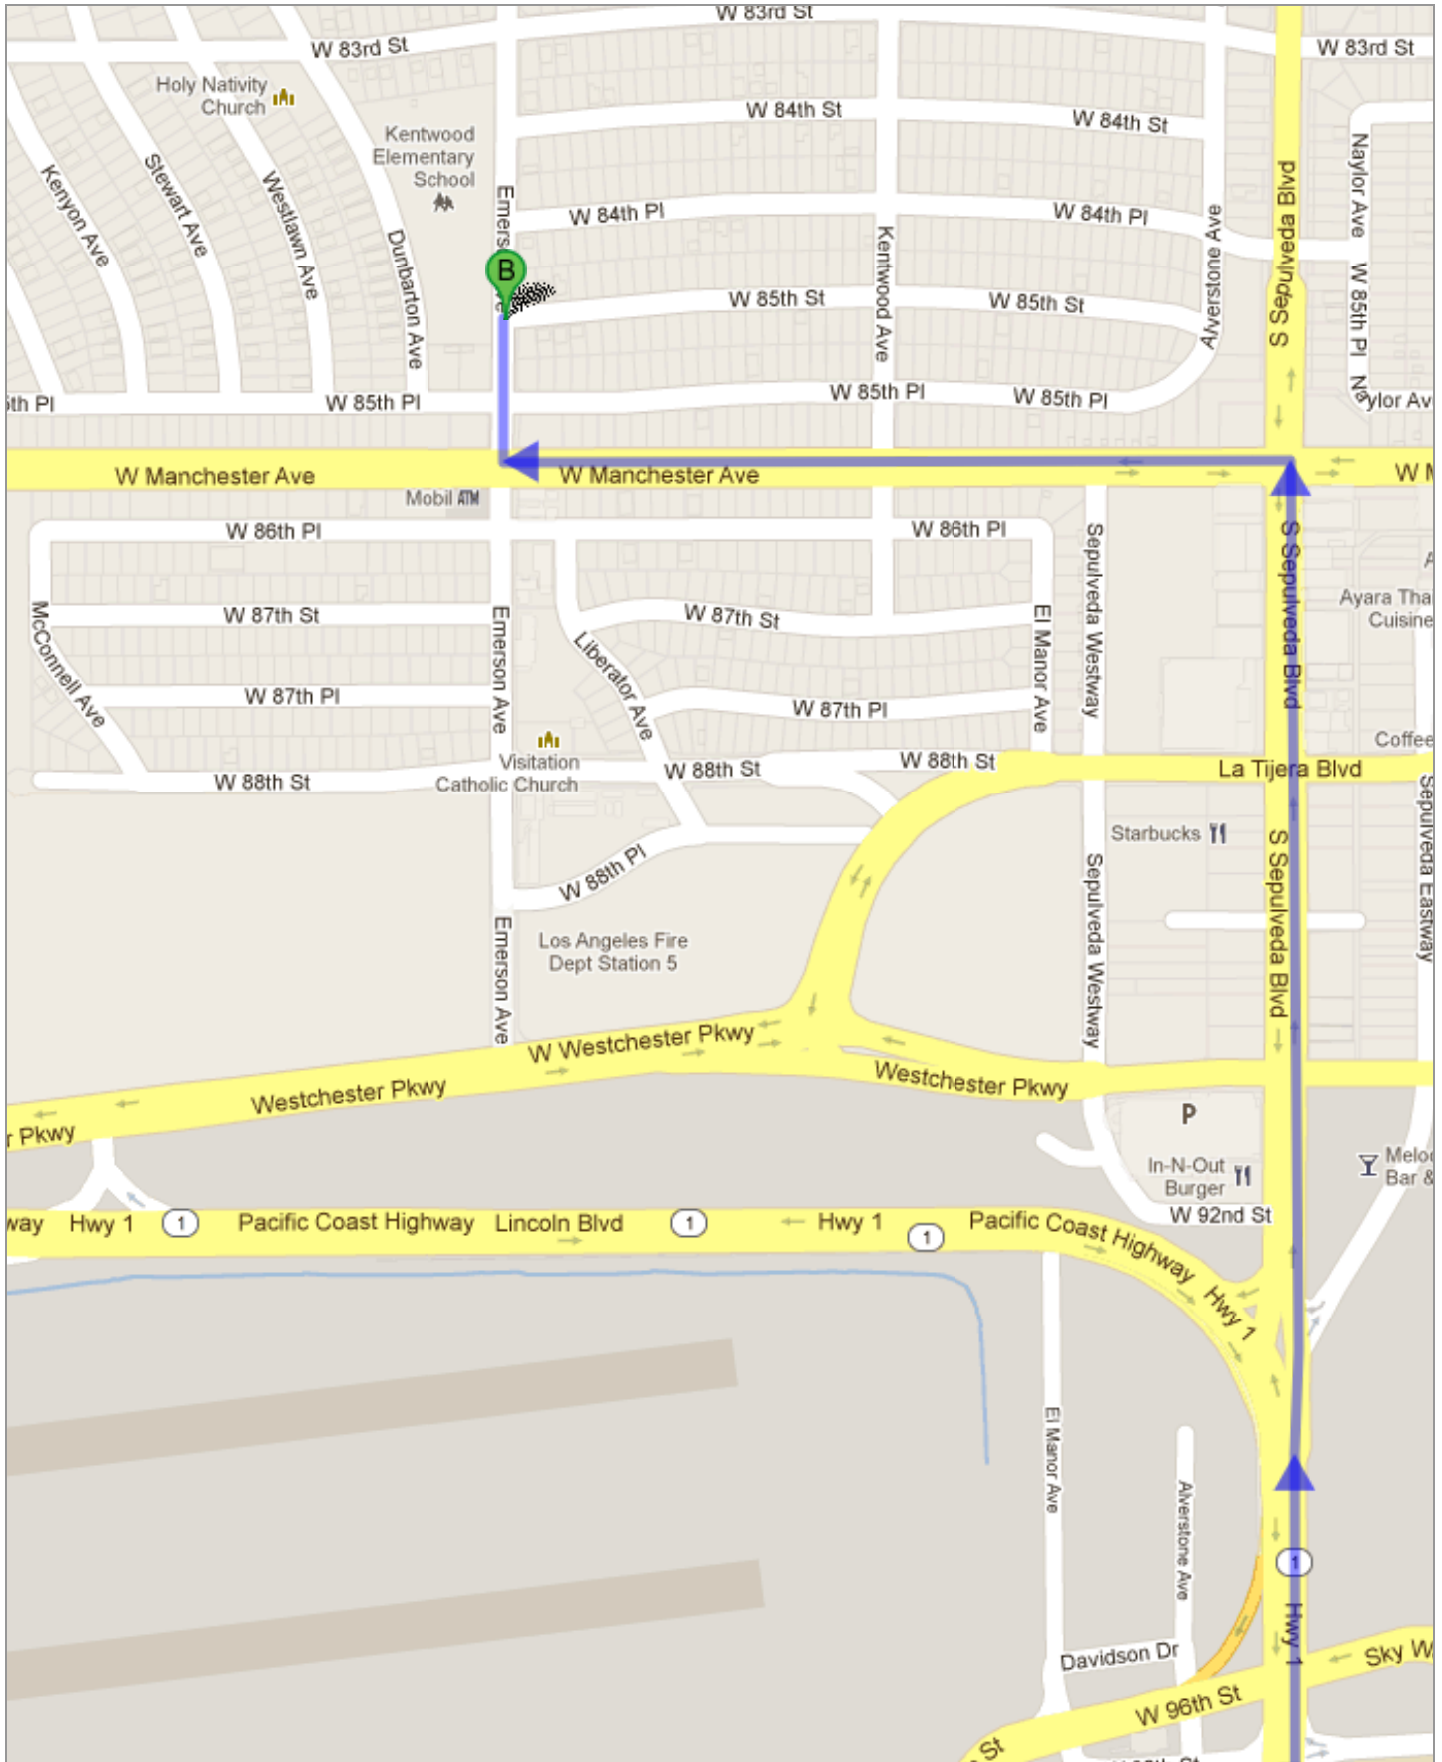 W 83rd St
W 83rd St
W 83rd St
Holy Nativity
Church
W 84th St
W 84th St
Kentwood
Elementary
School
Naylor Ave
Kenyon Ave
Stewart Ave
Westlawn Ave
Dunbarton Ave
S Sepulveda Blvd
W 84th Pl
W 84th Pl
Alverstone Ave
Kentwood Ave
B
W 85th St
W 85th St
W 85th Pl
W 85th Pl
W 85th Pl
W 85th Pl
Naylor Av
W Manchester Ave
W Manchester Ave
Mobil ATM
W 86th Pl
W 86th Pl
S Sepulveda Blvd
Sepulveda Westway
Ayara Tha
Cuisine
W 87th St
W 87th St
McConnell Ave
Emerson Ave
Liberator Ave
El Manor Ave
W 87th Pl
W 87th Pl
Coffee
Visitation
Catholic Church
W 88th St
W 88th St
W 88th St
La Tijera Blvd
Starbucks
Sepulveda Eastway
S Sepulveda Blvd
Sepulveda Westway
W 88th Pl
Emerson Ave
Los Angeles Fire
Dept Station 5
W Westchester Pkwy
Westchester Pkwy
Westchester Pkwy
r Pkwy
P
In-N-Out
Burger
Bar &
W 92nd St
way
Hwy 1
1
Pacific Coast Highway
Lincoln Blvd
1
Hwy 1
1
Pacific Coast Highway
Hwy 1
El Manor Ave
Alverstone Ave
1
Hwy 1
Davidson Dr
Sky W
W 96th St
St